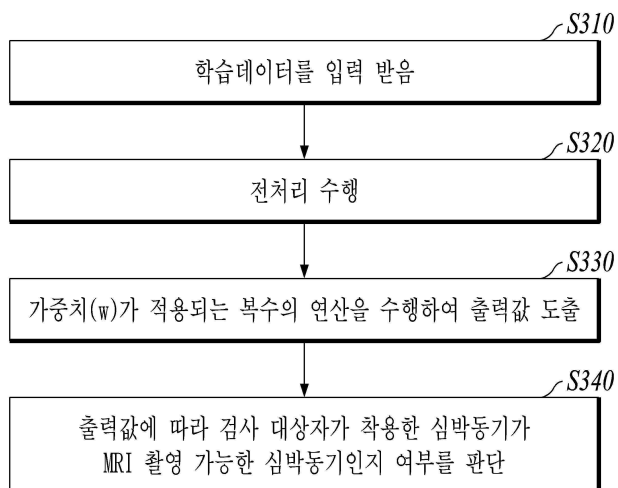 S310
학습데이터를 입력 받음
S320
전처리 수행
S330
가중치(w)가 적용되는 복수의 연산을 수행하여 출력값 도출
S340
출력값에 따라 검사 대상자가 착용한 심박동기가
MRI 촬영 가능한 심박동기인지 여부를 판단